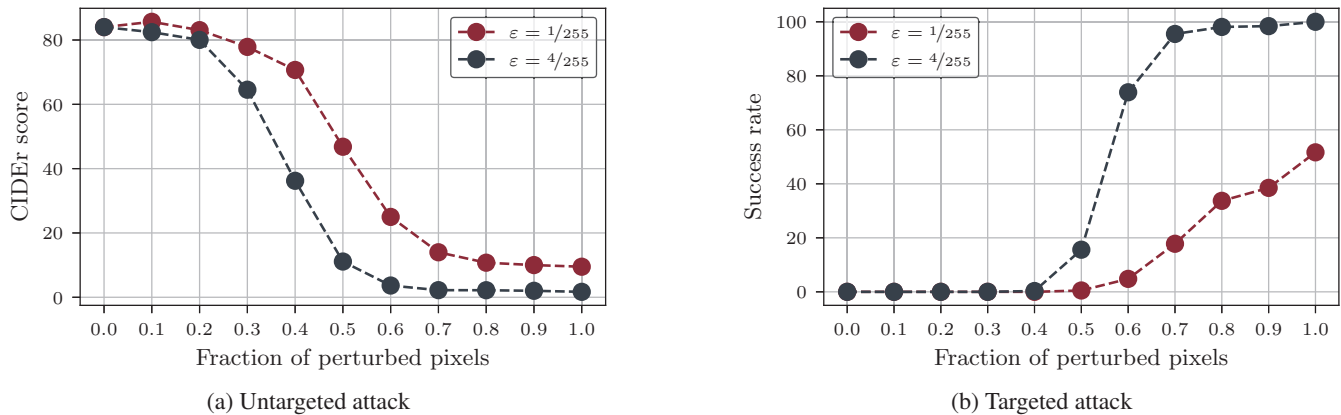 80
60
40
20
0
CIDEr score
ε = 1/255
ε = 4/255
0.0 0.1 0.2 0.3 0.4 0.5 0.6 0.7 0.8 0.9 1.0
Fraction of perturbed pixels
(a) Untargeted attack
100
80
60
40
20
0
Success rate
ε = 1/255
ε = 4/255
0.0 0.1 0.2 0.3 0.4 0.5 0.6 0.7 0.8 0.9 1.0
Fraction of perturbed pixels
(b) Targeted attack